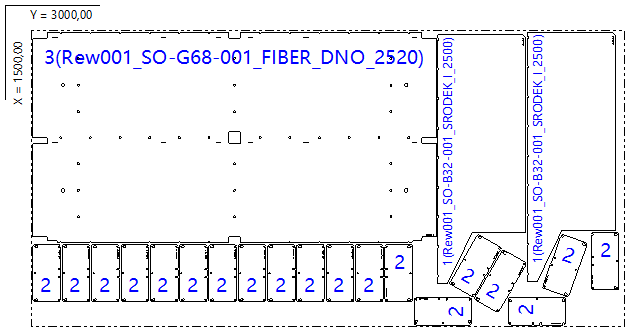 Y = 3000,00
X = 1500,00
3(Rew001_SO-G68-001_FIBER_DNO_2520)
1(Rew001_SO-B32-001_SRODEK_I_2500)
1(Rew001_SO-B32-001_SRODEK_I_2500)
2 2 2 2 2 2 2 2 2 2 2 2 2
2
2
2
2
2
2